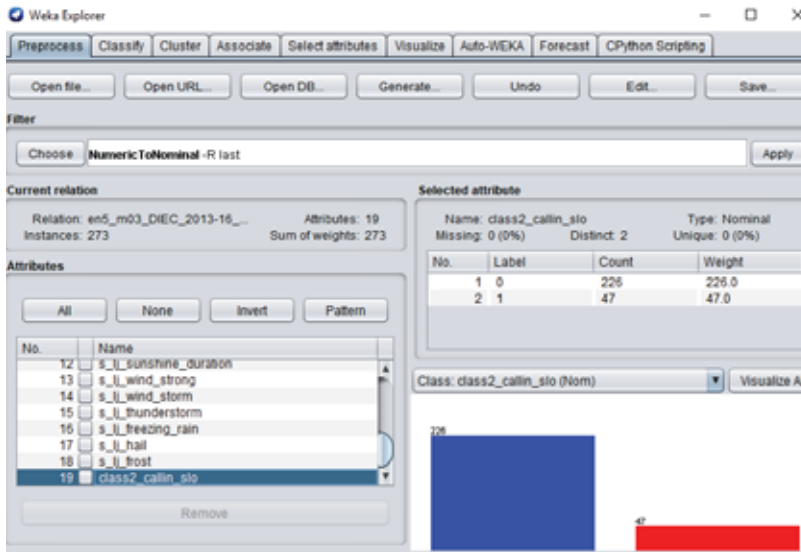 Weka Explorer
Preprocess Classify Cluster Associate Select attributes Visualize Auto-WEKA Forecast CPython Scripting
Open file... Open URL... Open DB... Generate... Undo Edit... Save...
Filter
Choose NumericToNominal -R last Apply
Current relation
Relation: en5_m03_DIEC_2013-16_... Attributes: 19
Instances: 273 Sum of weights: 273
Attributes
All None Invert Pattern
No. Name
12 s_lj_sunshine_duration
13 s_lj_wind_strong
14 s_lj_wind_storm
15 s_lj_thunderstorm
16 s_lj_freezing_rain
17 s_lj_hail
18 s_lj_frost
19 class2_callin_slo
Remove
Selected attribute
Name: class2_callin_slo Type: Nominal
Missing: 0 (0%) Distinct: 2 Unique: 0 (0%)
No. Label Count Weight
1 0 226 226.0
2 1 47 47.0
Class: class2_callin_slo (Nom) Visualize A
226
47